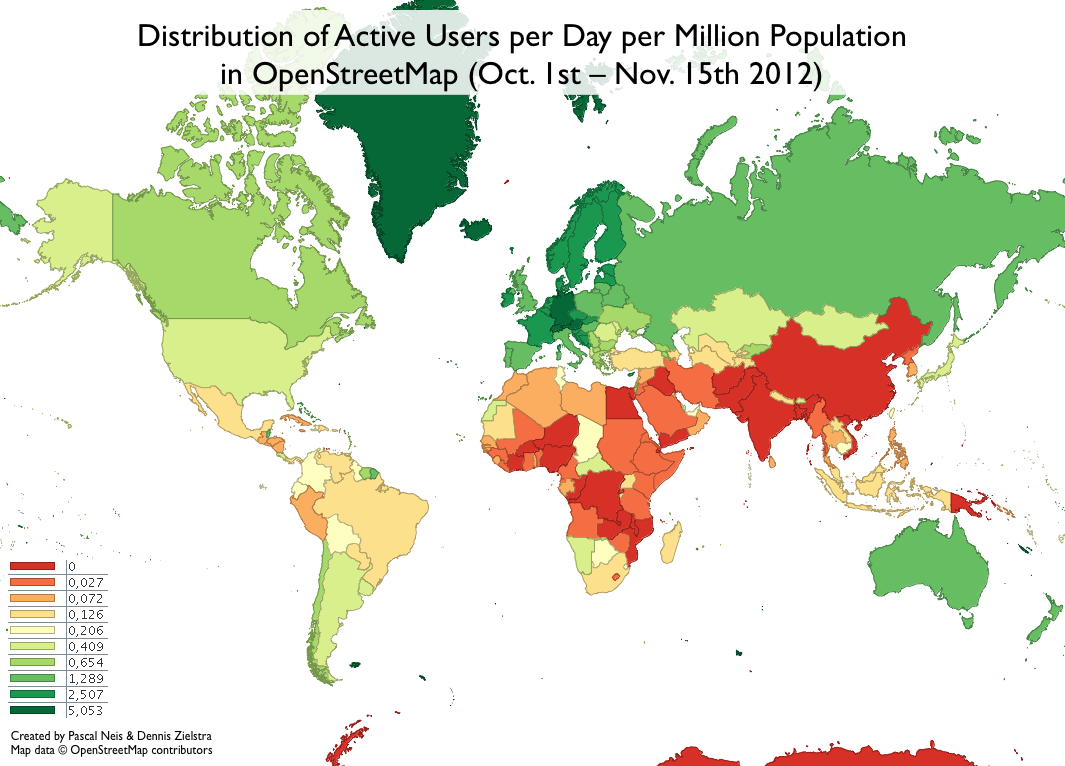 Distribution of Active Users per Day per Million Population
in OpenStreetMap (Oct. 1st – Nov. 15th 2012)
0
0,027
0,072
0,126
0,206
0,409
0,654
1,289
2,507
5,053
Created by Pascal Neis & Dennis Zielstra
Map data © OpenStreetMap contributors